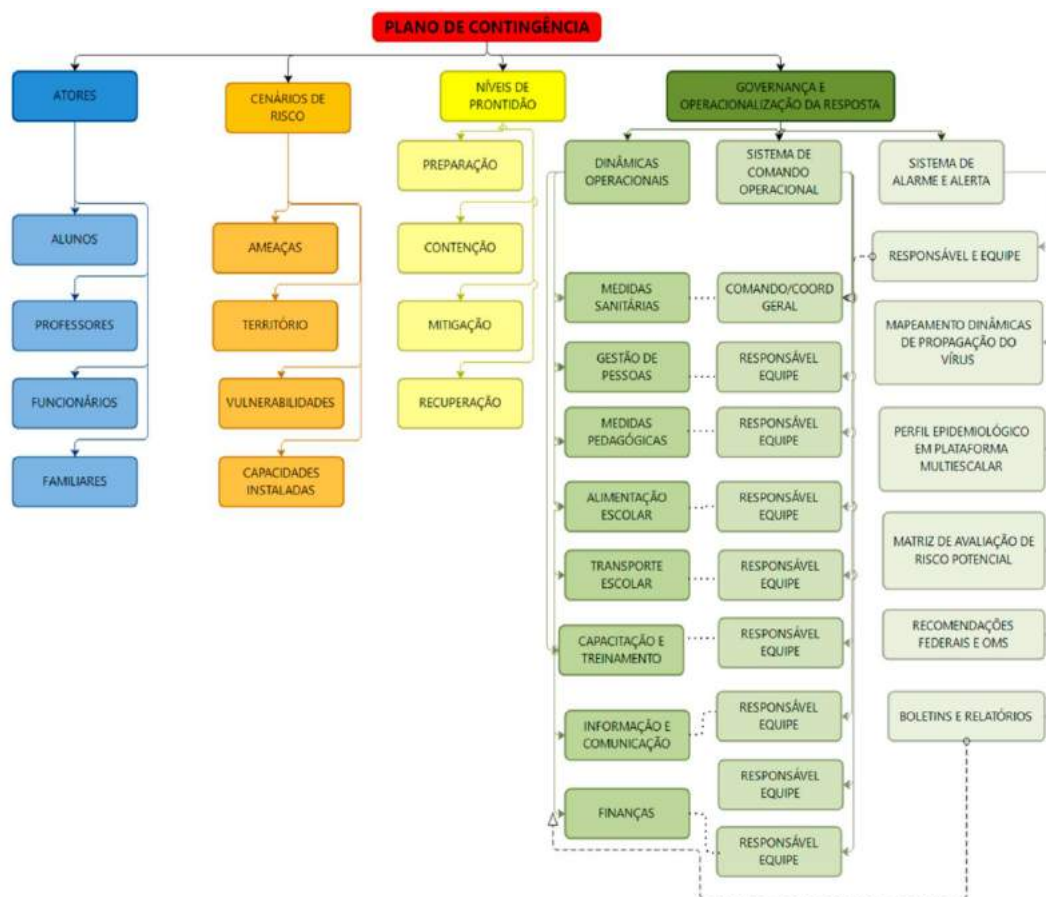 PLANO DE CONTINGÊNCIA
ATORES
ALUNOS
PROFESSORES
FUNCIONÁRIOS
FAMILIARES
CENÁRIOS DE
RISCO
AMEAÇAS
TERRITÓRIO
VULNERABILIDADES
CAPACIDADES
INSTALADAS
NÍVEIS DE
PRONTIDÃO
PREPARAÇÃO
CONTENÇÃO
MITIGAÇÃO
RECUPERAÇÃO
GOVERNANÇA E
OPERACIONALIZAÇÃO DA RESPOSTA
DINÂMICAS
OPERACIONAIS
MEDIDAS
SANITÁRIAS
GESTÃO DE
PESSOAS
MEDIDAS
PEDAGÓGICAS
ALIMENTAÇÃO
ESCOLAR
TRANSPORTE
ESCOLAR
CAPACITAÇÃO E
TREINAMENTO
INFORMAÇÃO E
COMUNICAÇÃO
FINANÇAS
SISTEMA DE
COMANDO
OPERACIONAL
COMANDO/COORD
GERAL
RESPONSÁVEL
EQUIPE
RESPONSÁVEL
EQUIPE
RESPONSÁVEL
EQUIPE
RESPONSÁVEL
EQUIPE
RESPONSÁVEL
EQUIPE
RESPONSÁVEL
EQUIPE
RESPONSÁVEL
EQUIPE
RESPONSÁVEL
EQUIPE
SISTEMA DE
ALARME E ALERTA
RESPONSÁVEL E EQUIPE
MAPEAMENTO DINÂMICAS
DE PROPAGAÇÃO DO
VÍRUS
PERFIL EPIDEMIOLÓGICO
EM PLATAFORMA
MULTIESCALAR
MATRIZ DE AVALIAÇÃO DE
RISCO POTENCIAL
RECOMENDAÇÕES
FEDERAIS E OMS
BOLETINS E RELATÓRIOS